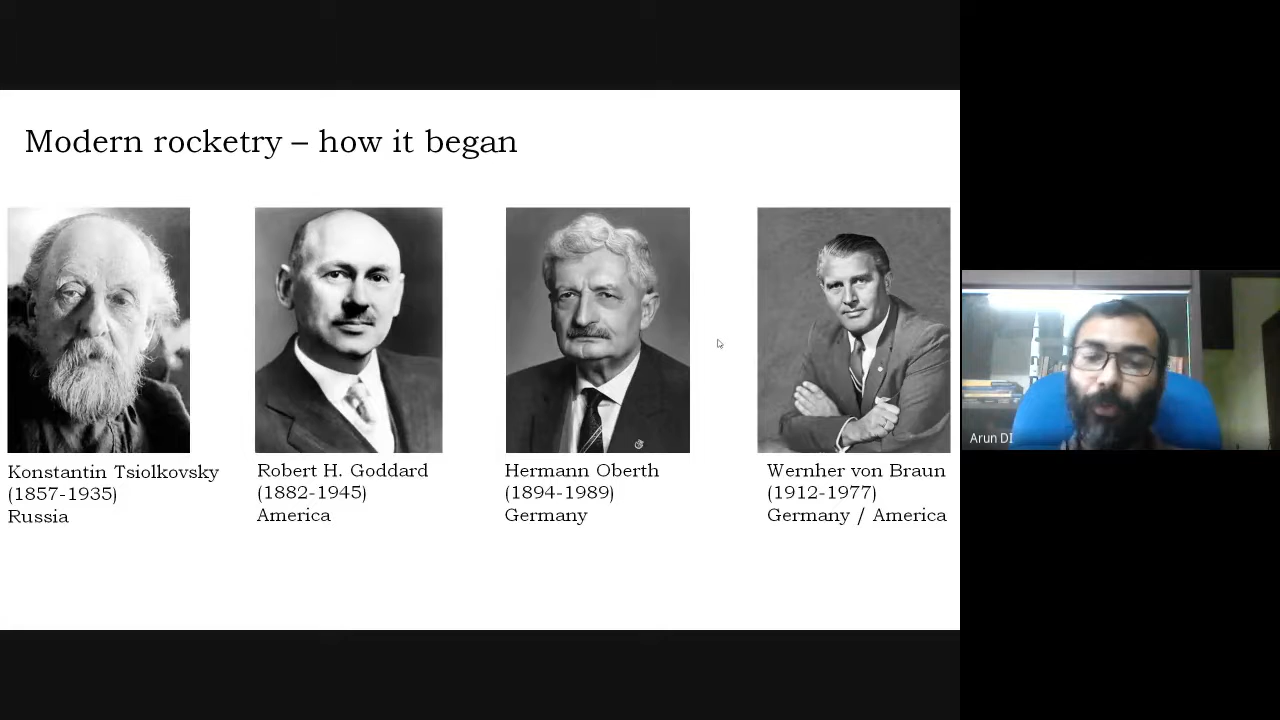 Modern rocketry – how it began
Konstantin Tsiolkovsky
(1857-1935)
Russia
Robert H. Goddard
(1882-1945)
America
Hermann Oberth
(1894-1989)
Germany
Wernher von Braun
(1912-1977)
Germany / America
Arun DI